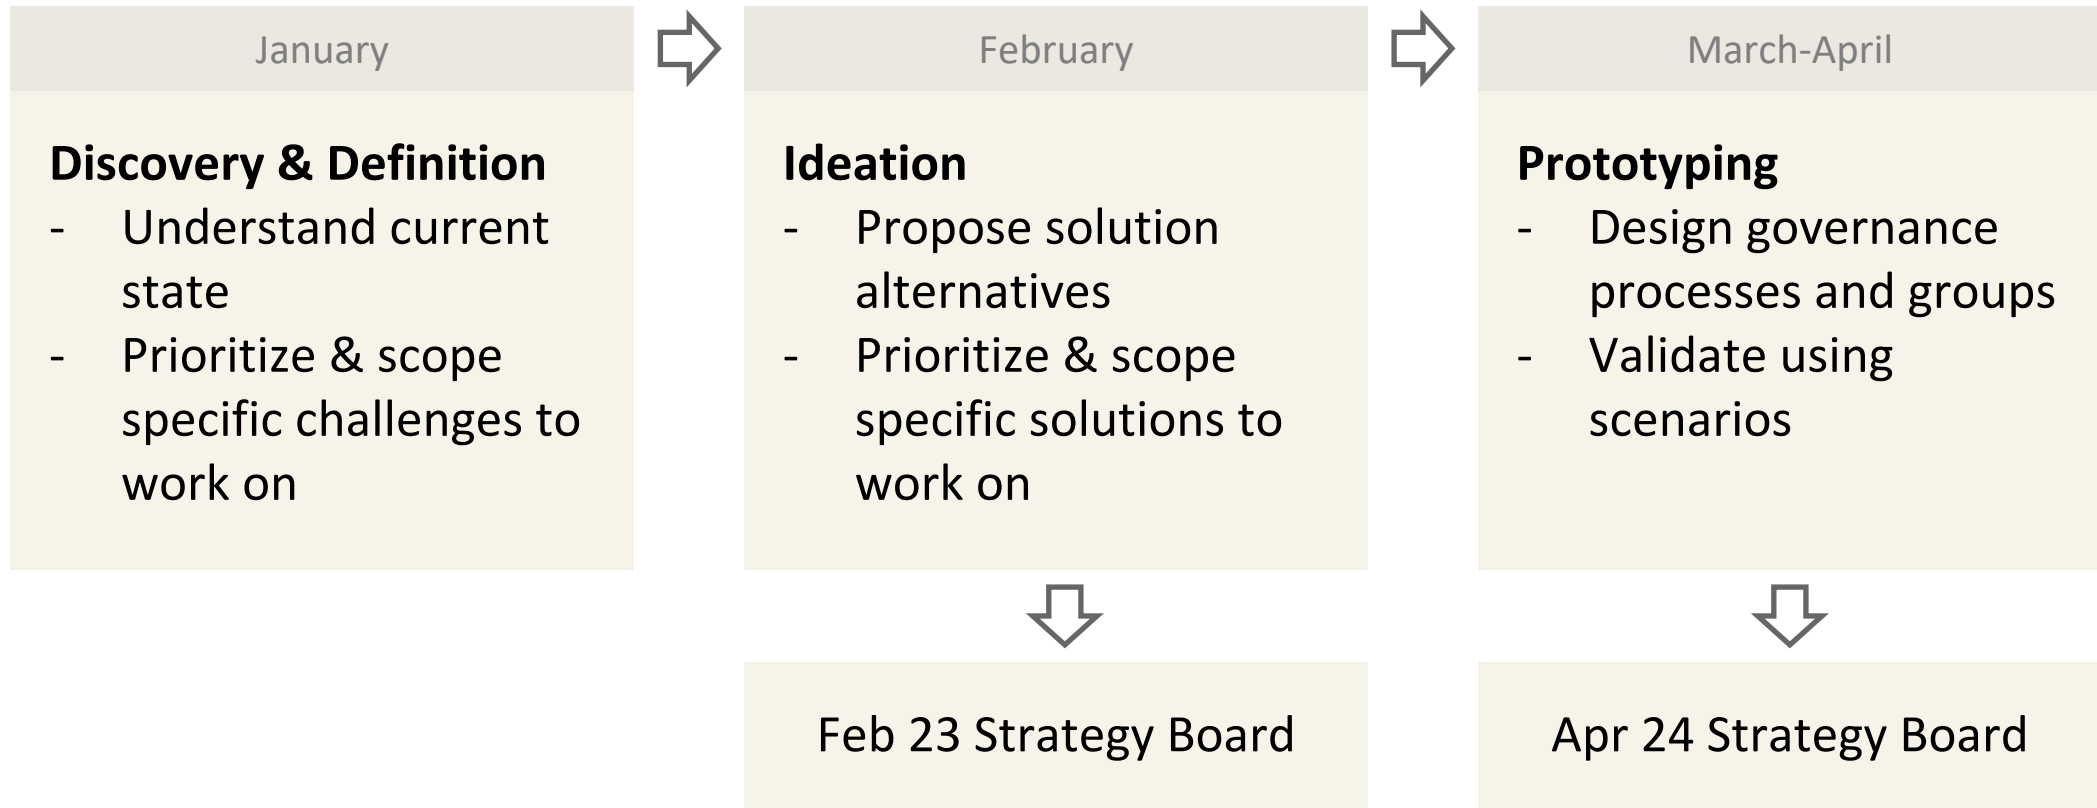 January
February
March-April
Discovery & Definition
- Understand current
state
- Prioritize & scope
specific challenges to
work on
Ideation
- Propose solution
alternatives
- Prioritize & scope
specific solutions to
work on
Prototyping
- Design governance
processes and groups
- Validate using
scenarios
Feb 23 Strategy Board
Apr 24 Strategy Board